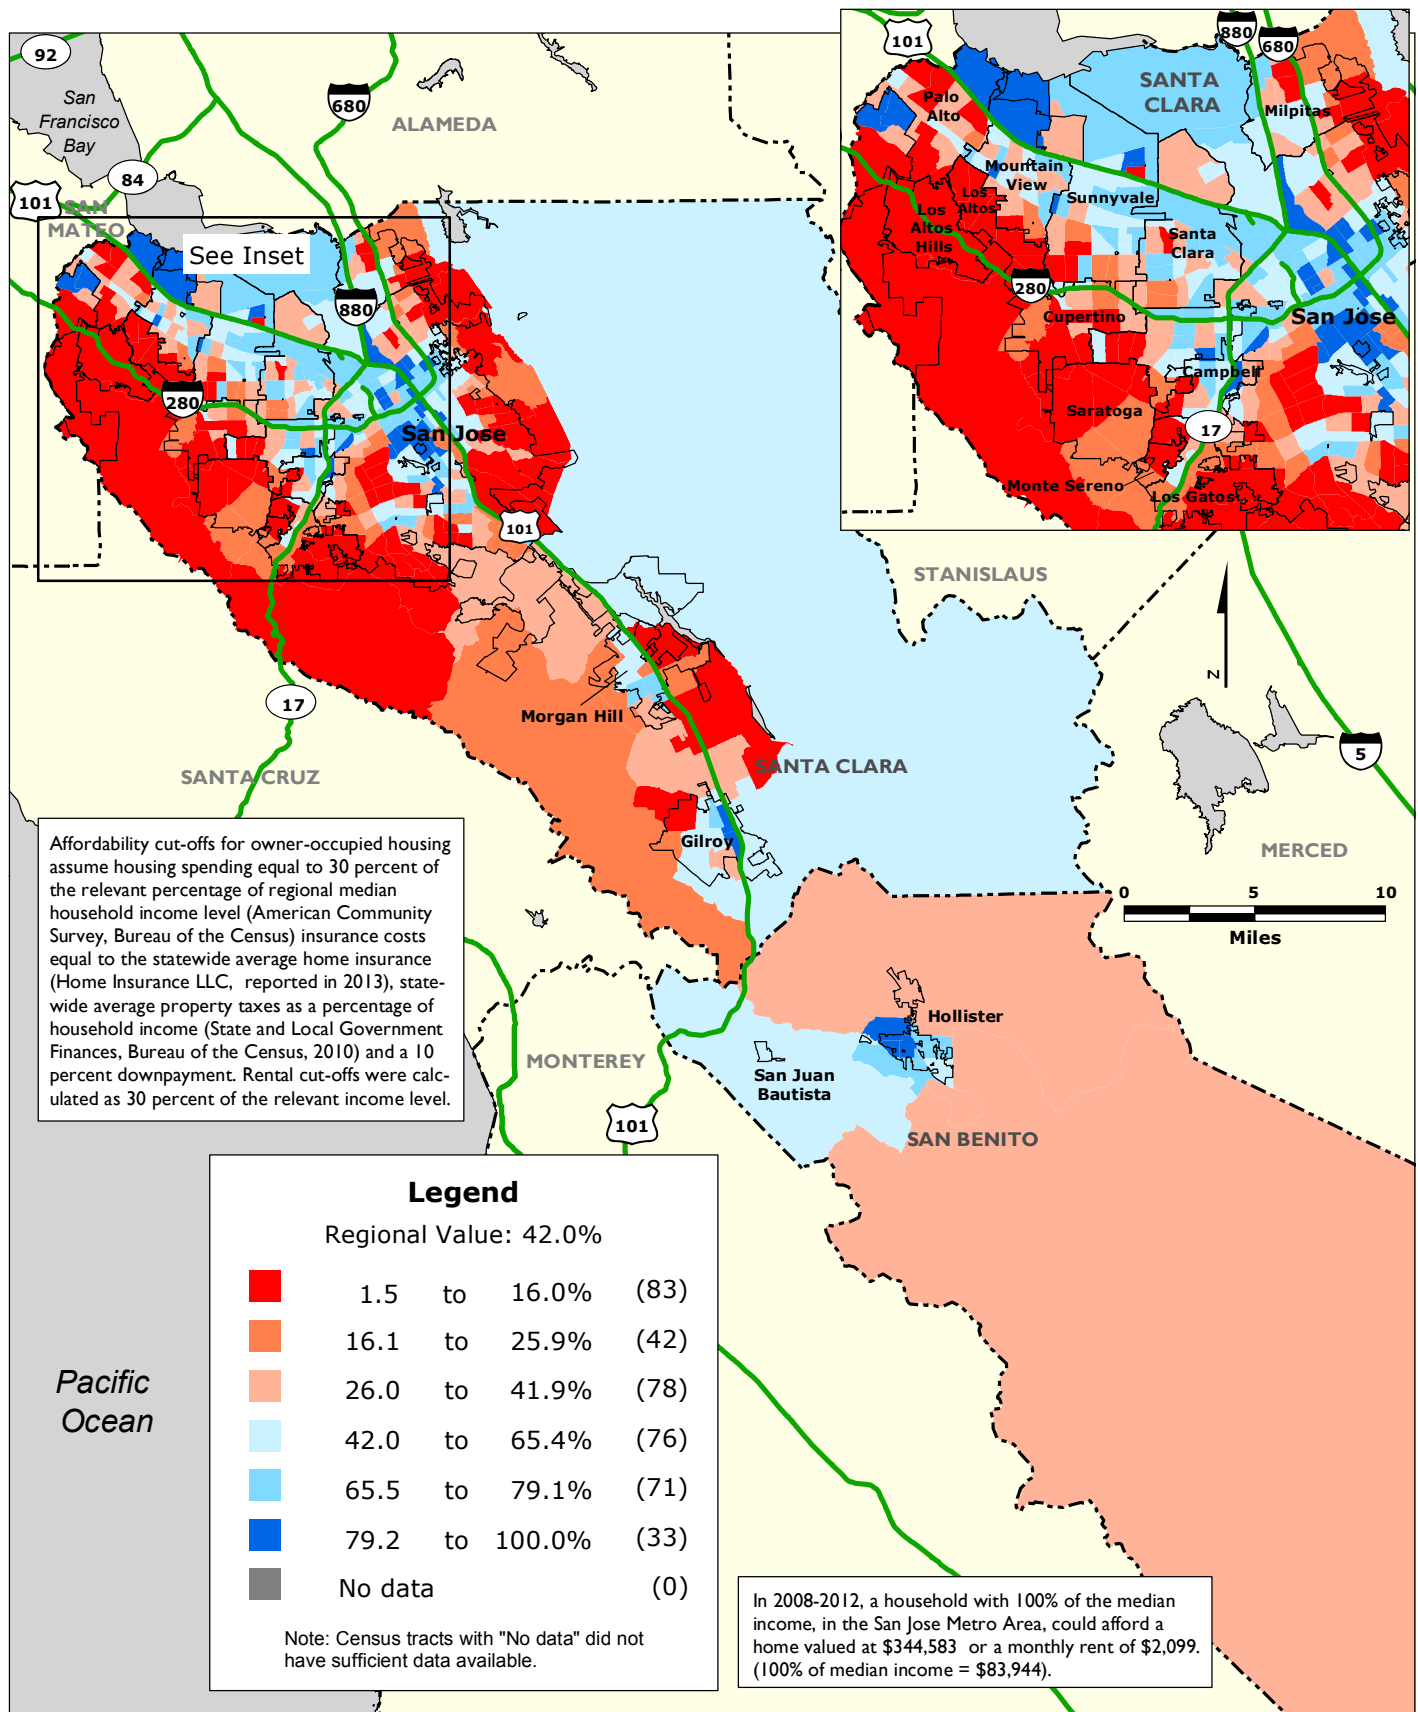 92
San
Francisco
Bay
680
ALAMEDA
84
101
SAN
MATEO
See Inset
880
280
San Jose
101
17
Morgan Hill
SANTA CRUZ
SANTA CLARA
Gilroy
STANISLAUS
N
5
MERCED
0 5 10
Miles
Hollister
San Juan
Bautista
MONTEREY
101
SAN BENITO
101
880
680
SANTA
CLARA
Palo
Alto
Milpitas
Mountain
View
Los
Altos
Sunnyvale
Los
Altos
Hills
Santa
Clara
280
Cupertino
San Jose
Campbell
Saratoga
17
Monte Sereno
Los Gatos
Affordability cut-offs for owner-occupied housing
assume housing spending equal to 30 percent of
the relevant percentage of regional median
household income level (American Community
Survey, Bureau of the Census) insurance costs
equal to the statewide average home insurance
(Home Insurance LLC, reported in 2013), state-
wide average property taxes as a percentage of
household income (State and Local Government
Finances, Bureau of the Census, 2010) and a 10
percent downpayment. Rental cut-offs were calc-
ulated as 30 percent of the relevant income level.
Pacific
Ocean
Legend
Regional Value: 42.0%
1.5 to 16.0% (83)
16.1 to 25.9% (42)
26.0 to 41.9% (78)
42.0 to 65.4% (76)
65.5 to 79.1% (71)
79.2 to 100.0% (33)
No data (0)
Note: Census tracts with "No data" did not
have sufficient data available.
In 2008-2012, a household with 100% of the median
income, in the San Jose Metro Area, could afford a
home valued at $344,583 or a monthly rent of $2,099.
(100% of median income = $83,944).